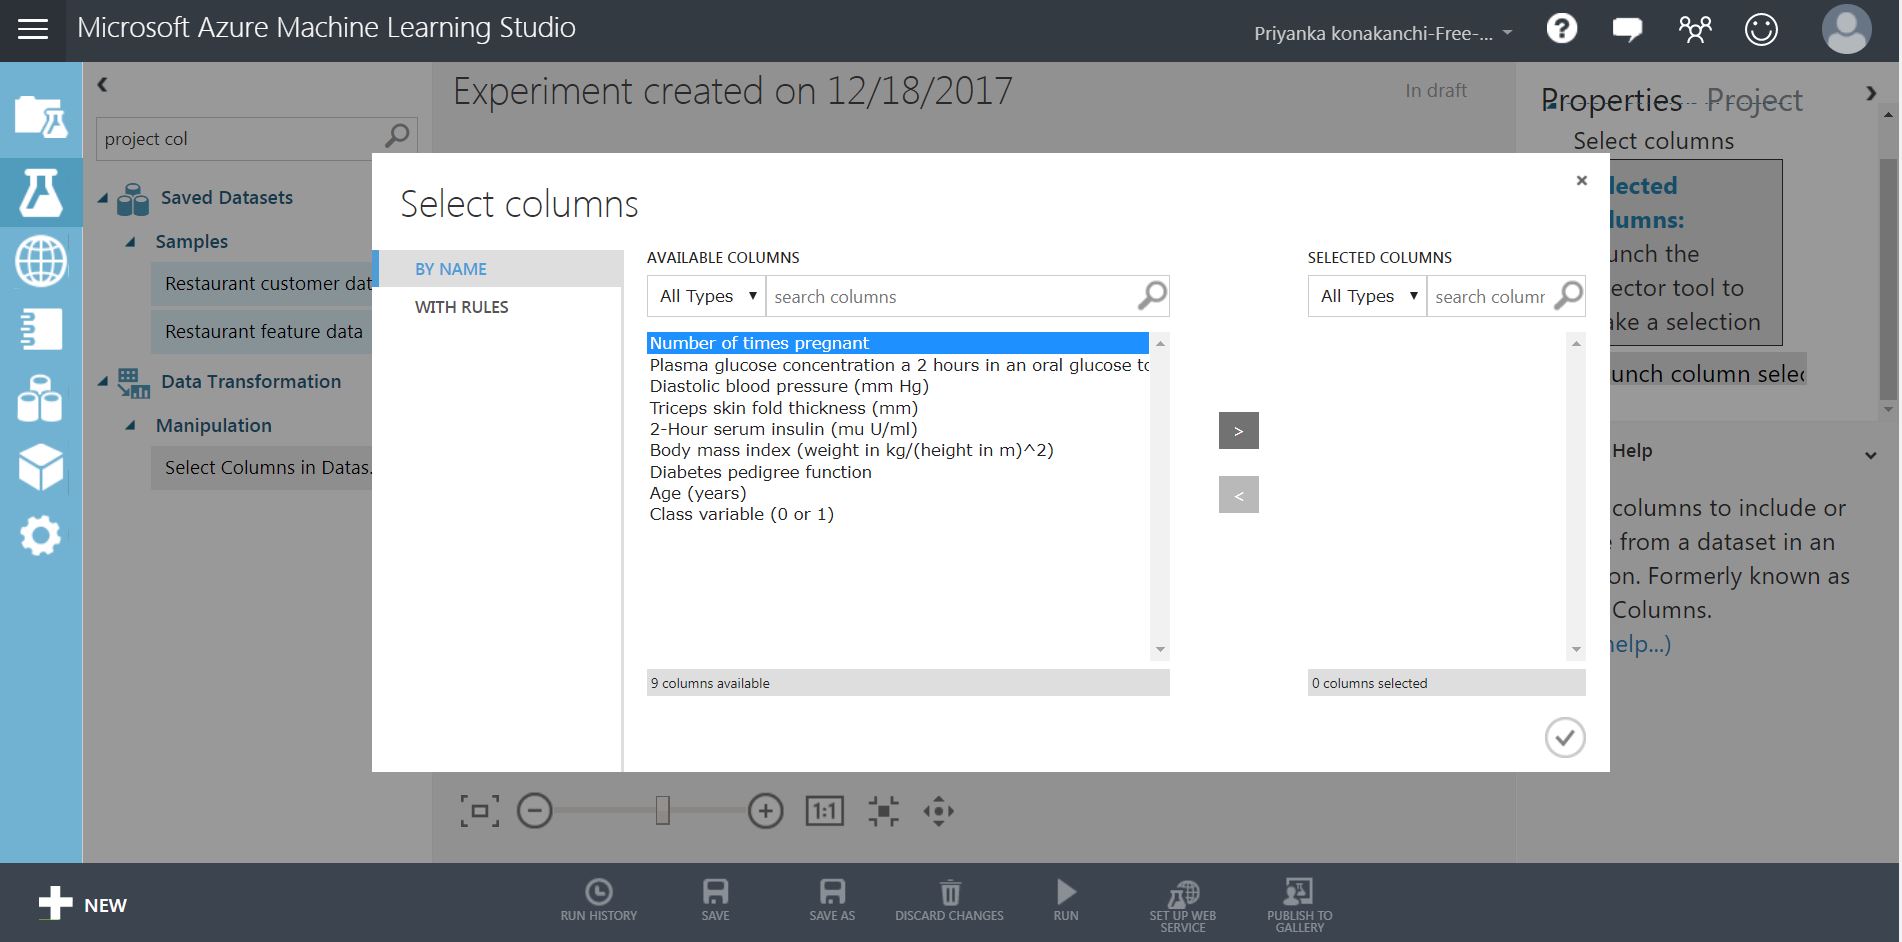 Microsoft Azure Machine Learning Studio
Priyanka konakanchi-Free-...
Experiment created on 12/18/2017
In draft
Properties Project
project col
Saved Datasets
Samples
Restaurant customer dat
Restaurant feature data
Data Transformation
Manipulation
Select Columns in Datas.
Select columns
BY NAME
WITH RULES
AVAILABLE COLUMNS
All Types
search columns
Number of times pregnant
Plasma glucose concentration a 2 hours in an oral glucose to
Diastolic blood pressure (mm Hg)
Triceps skin fold thickness (mm)
2-Hour serum insulin (mu U/ml)
Body mass index (weight in kg/(height in m)^2)
Diabetes pedigree function
Age (years)
Class variable (0 or 1)
9 columns available
>
<
SELECTED COLUMNS
All Types
search column
0 columns selected
Select columns
lected
lumns:
unch the
ector tool to
ake a selection
unch column selec
Help
columns to include or
from a dataset in an
on. Formerly known as
Columns.
help...)
1:1
NEW
RUN HISTORY
SAVE
SAVE AS
DISCARD CHANGES
RUN
SET UP WEB
SERVICE
PUBLISH TO
GALLERY